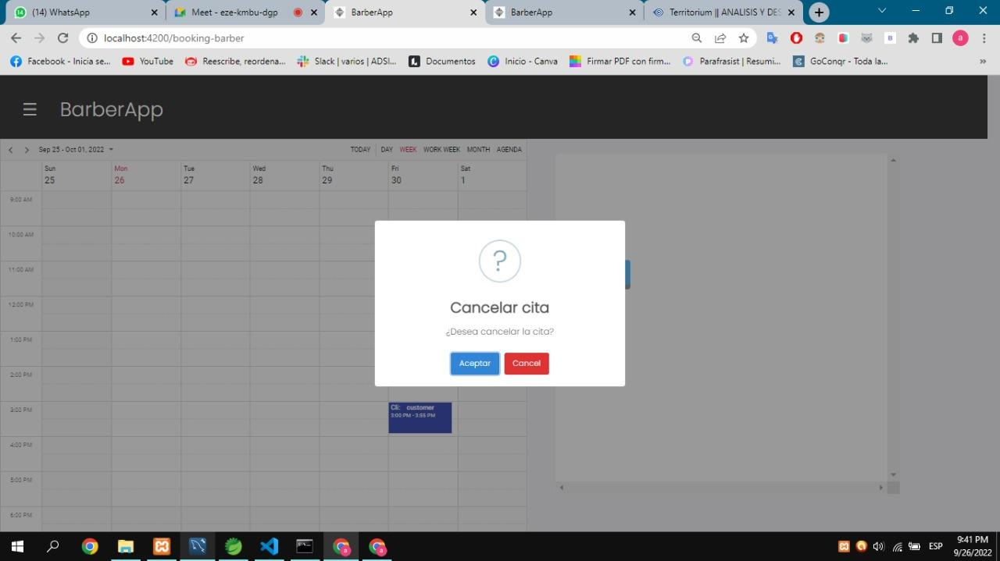 (14) WhatsApp
Meet - eze-kmbu-dgp
BarberApp
BarberApp
Territorium || ANALISIS Y DES
localhost:4200/booking-barber
Facebook - Inicia se...
YouTube
Reescribe, reordena...
Slack | varios | ADSI...
Documentos
Inicio - Canva
Firmar PDF con firm...
Parafrasist | Resumi...
GoConqr - Toda la...
BarberApp
Sep 25 - Oct 01, 2022
TODAY
DAY
WEEK
WORK WEEK
MONTH
AGENDA
Sun
25
Mon
26
Tue
27
Wed
28
Thu
29
Fri
30
Sat
1
9:00 AM
10:00 AM
11:00 AM
12:00 PM
1:00 PM
2:00 PM
3:00 PM
4:00 PM
5:00 PM
6:00 PM
?
Cancelar cita
¿Desea cancelar la cita?
Aceptar
Cancel
Cli: customer
3:00 PM - 3:55 PM
ESP
9:41 PM
9/26/2022